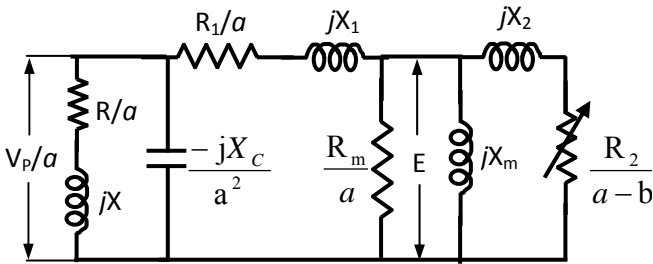 R₁/a
jX₁
jX₂
R/a
V_P/a
jX
-jX_C
a²
R_m
a
E
jX_m
R₂
a-b